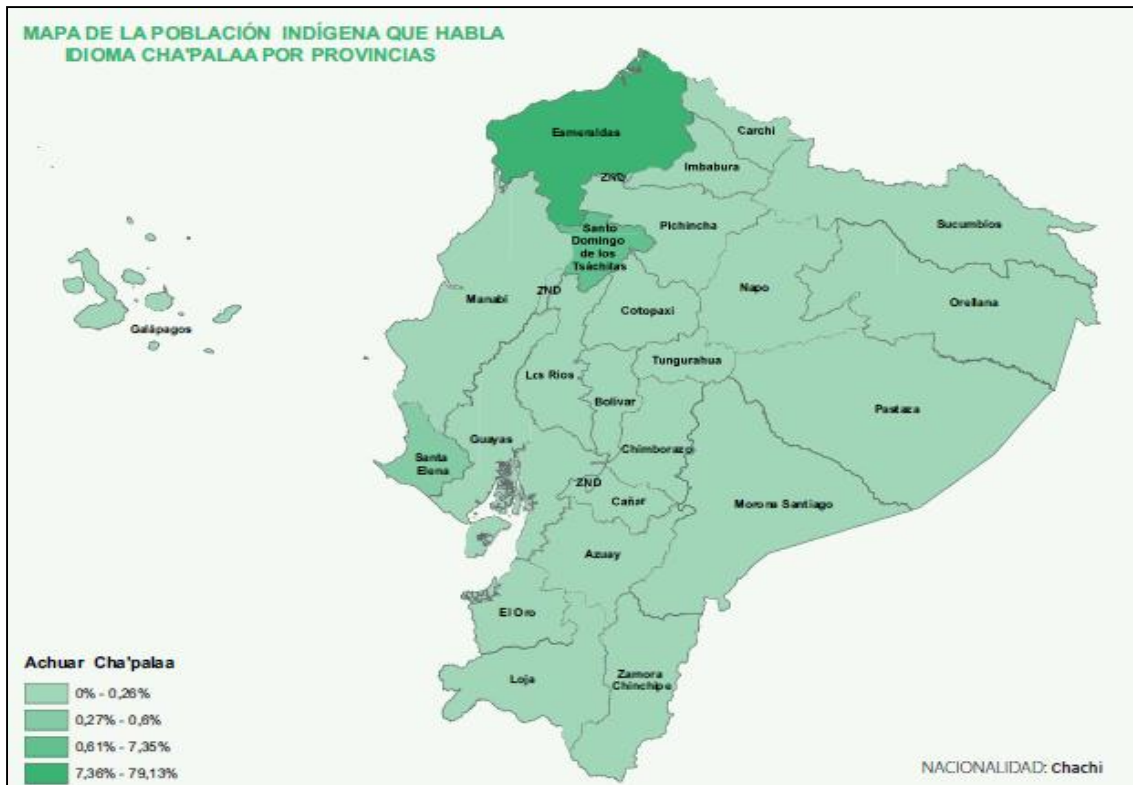 MAPA DE LA POBLACIÓN INDÍGENA QUE HABLA
IDIOMA CHA'PALAA POR PROVINCIAS
Esmeraldas
Carchi
Imbabura
ZND
Sucumbíos
Pichincha
Santo
Domingo
de los
Tsáchilas
Napo
ZND
Manabí
Orellana
Cotopaxi
Galápagos
Tungurahua
Los Ríos
Bolívar
Pastaza
Guayas
Chimborazo
Santa
Elena
ZND
Cañar
Morona Santiago
Azuay
El Oro
Loja
Zamora
Chinchipe
Achuar Cha'palaa
0% - 0,26%
0,27% - 0,6%
0,61% - 7,35%
7,36% - 79,13%
NACIONALIDAD: Chachi